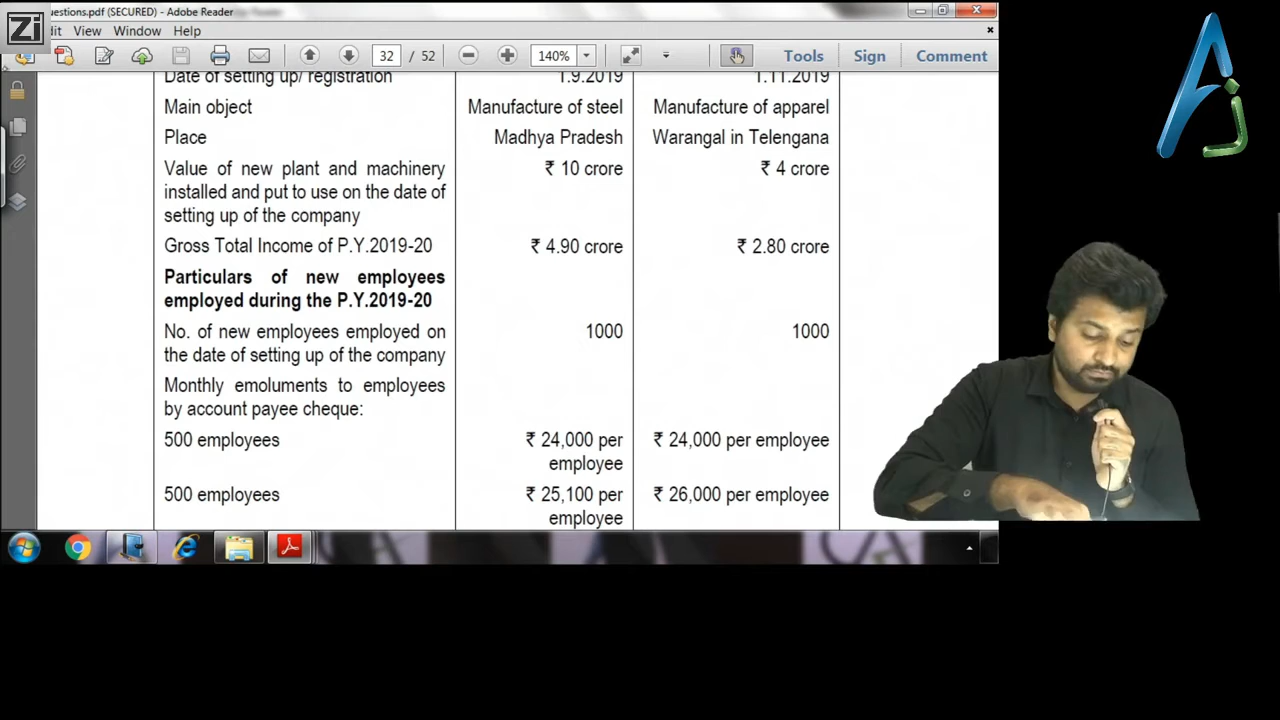 Zi
uestions.pdf (SECURED) - Adobe Reader
dit View Window Help
32 / 52
140%
Tools Sign Comment
Date of setting up/ registration 1.9.2019 1.11.2019
Main object Manufacture of steel Manufacture of apparel
Place Madhya Pradesh Warangal in Telengana
Value of new plant and machinery ₹ 10 crore ₹ 4 crore
installed and put to use on the date of
setting up of the company
Gross Total Income of P.Y.2019-20 ₹ 4.90 crore ₹ 2.80 crore
Particulars of new employees
employed during the P.Y.2019-20
No. of new employees employed on 1000 1000
the date of setting up of the company
Monthly emoluments to employees
by account payee cheque:
500 employees ₹ 24,000 per ₹ 24,000 per employee
employee
500 employees ₹ 25,100 per ₹ 26,000 per employee
employee